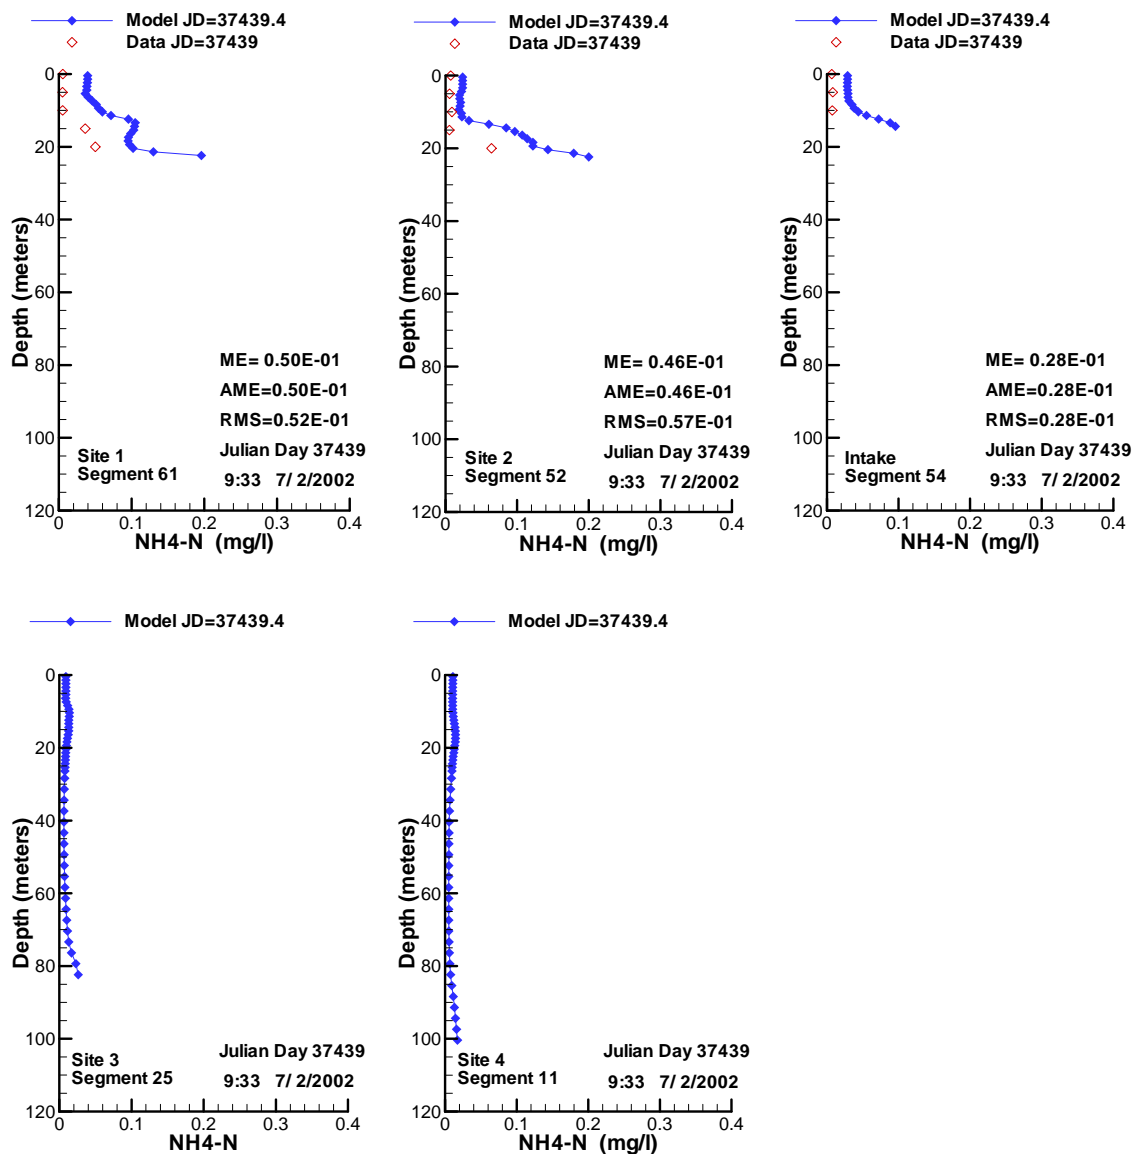 Model JD=37439.4
Data JD=37439
0
20
40
60
80
100
120
Depth (meters)
ME= 0.50E-01
AME=0.50E-01
RMS=0.52E-01
Julian Day 37439
9:33 7/ 2/2002
Site 1
Segment 61
0 0.1 0.2 0.3 0.4
NH4-N (mg/l)
Model JD=37439.4
Data JD=37439
0
20
40
60
80
100
120
Depth (meters)
ME= 0.46E-01
AME=0.46E-01
RMS=0.57E-01
Julian Day 37439
9:33 7/ 2/2002
Site 2
Segment 52
0 0.1 0.2 0.3 0.4
NH4-N (mg/l)
Model JD=37439.4
Data JD=37439
0
20
40
60
80
100
120
Depth (meters)
ME= 0.28E-01
AME=0.28E-01
RMS=0.28E-01
Julian Day 37439
9:33 7/ 2/2002
Intake
Segment 54
0 0.1 0.2 0.3 0.4
NH4-N (mg/l)
Model JD=37439.4
0
20
40
60
80
100
120
Depth (meters)
Julian Day 37439
9:33 7/ 2/2002
Site 3
Segment 25
0 0.1 0.2 0.3 0.4
NH4-N
Model JD=37439.4
0
20
40
60
80
100
120
Depth (meters)
Julian Day 37439
9:33 7/ 2/2002
Site 4
Segment 11
0 0.1 0.2 0.3 0.4
NH4-N (mg/l)